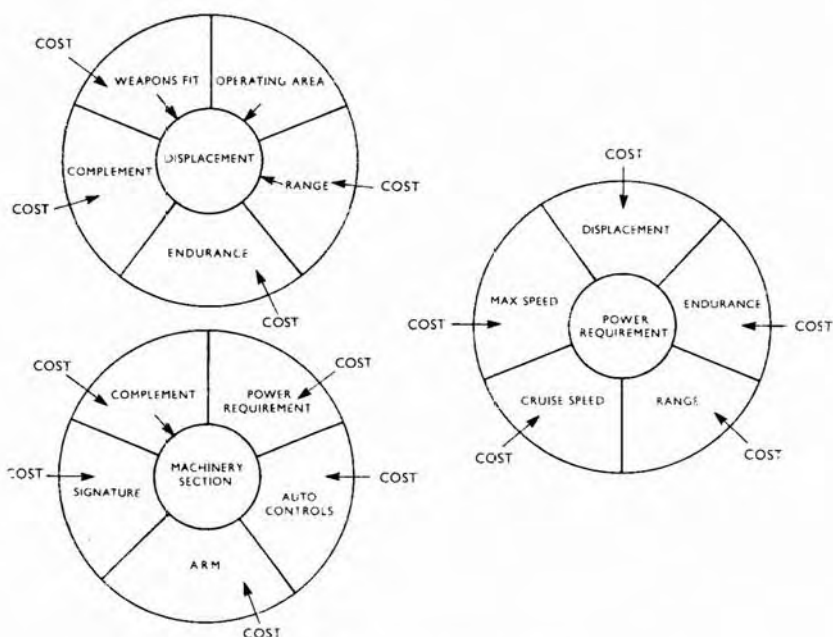 COST
WEAPONS FIT
OPERATING AREA
DISPLACEMENT
COMPLEMENT
RANGE
COST
COST
ENDURANCE
COST
COST
DISPLACEMENT
MAX SPEED
ENDURANCE
POWER
REQUIREMENT
COST
COST
CRUISE SPEED
RANGE
COST
COST
COST
COST
COMPLEMENT
POWER
REQUIREMENT
MACHINERY
SECTION
COST
COST
SIGNATURE
AUTO
CONTROLS
ARM
COST